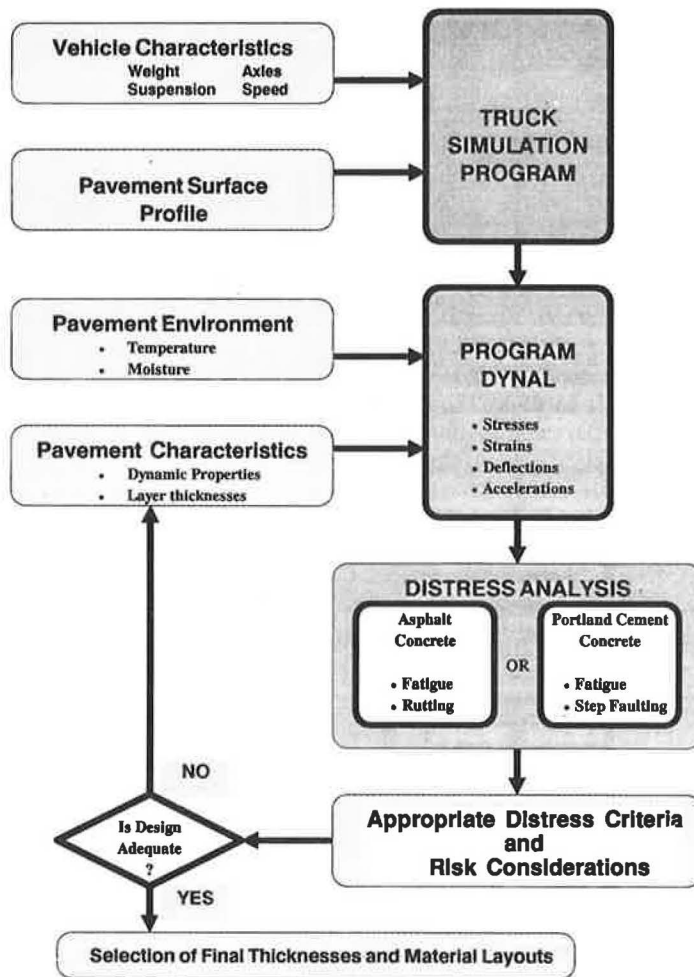 Vehicle Characteristics
Weight Axles
Suspension Speed
TRUCK
SIMULATION
PROGRAM
Pavement Surface
Profile
Pavement Environment
• Temperature
• Moisture
PROGRAM
DYNAL
• Stresses
• Strains
• Deflections
• Accelerations
Pavement Characteristics
• Dynamic Properties
• Layer thicknesses
DISTRESS ANALYSIS
Asphalt
Concrete
• Fatigue
• Rutting
OR
Portland Cement
Concrete
• Fatigue
• Step Faulting
Appropriate Distress Criteria
and
Risk Considerations
NO
Is Design
Adequate
?
YES
Selection of Final Thicknesses and Material Layouts